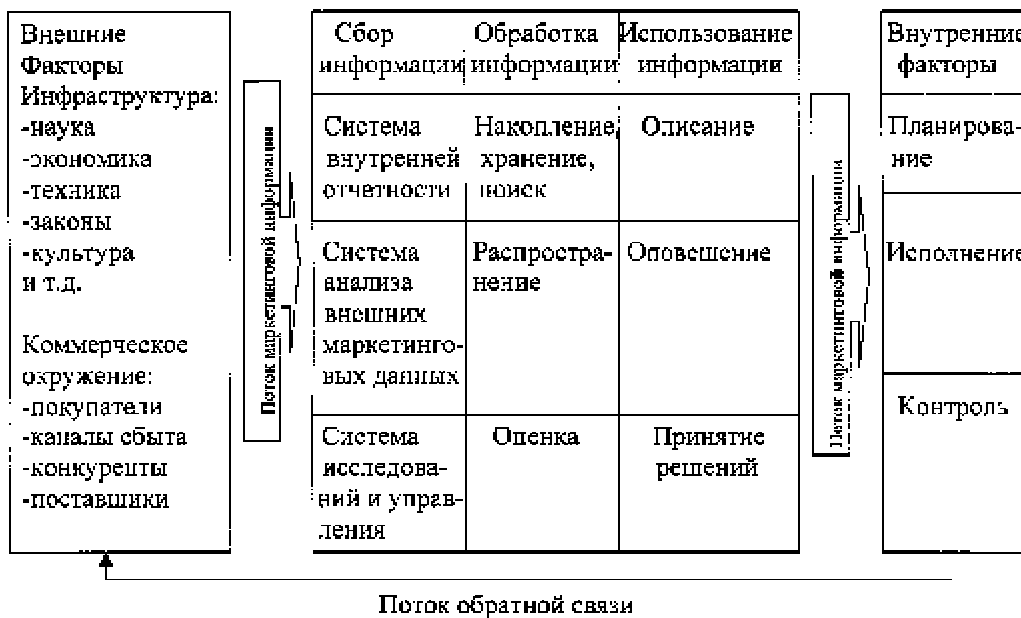 Внешние
Факторы
Инфраструктура:
-наука
-экономика
-техника
-законы
-культура
и т.д.
Коммерческое
окружение:
-покупатели
-каналы сбыта
-конкуренты
-поставшики
Поток маркетинговой информации
Сбор
информации
Обработка
информации
Использование
информации
Система
внутренней
отчетности
Накопление,
хранение,
поиск
Описание
Система
анализа
внешних
маркетинго-
вых данных
Распростра-
нение
Оповещение
Система
исследова-
ний и управ-
ления
Оценка
Принятие
решений
Поток маркетинговой информации
Внутренние
факторы
Планирова-
ние
Исполнение
Контроль
Поток обратной связи